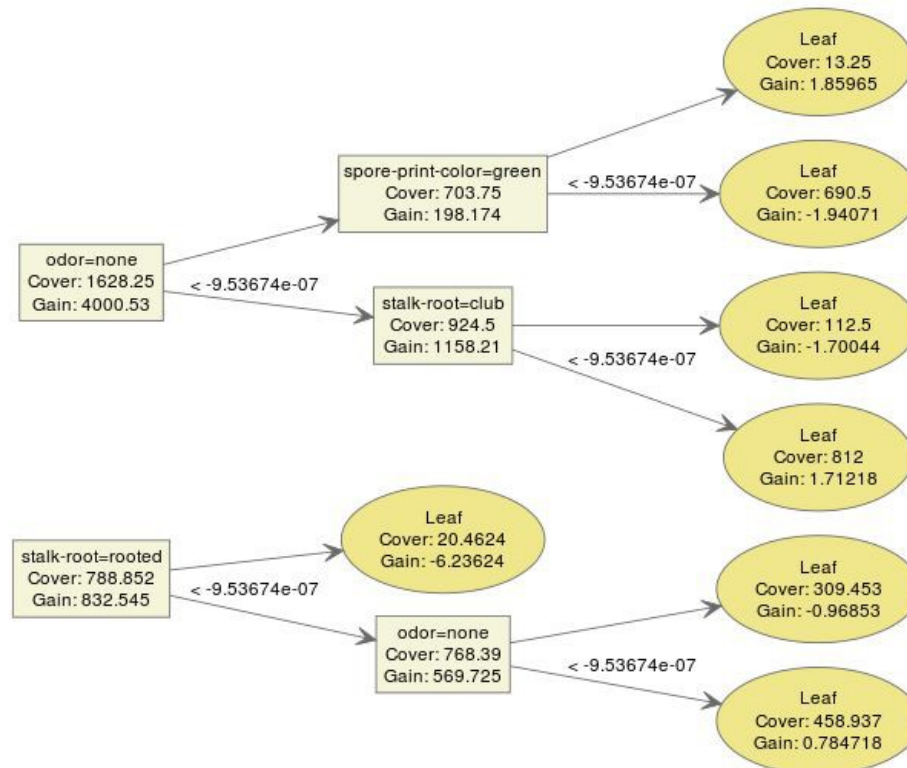 Leaf
Cover: 13.25
Gain: 1.85965
spore-print-color=green
Cover: 703.75
Gain: 198.174
< -9.53674e-07
Leaf
Cover: 690.5
Gain: -1.94071
odor=none
Cover: 1628.25
Gain: 4000.53
< -9.53674e-07
stalk-root=club
Cover: 924.5
Gain: 1158.21
Leaf
Cover: 112.5
Gain: -1.70044
< -9.53674e-07
Leaf
Cover: 812
Gain: 1.71218
Leaf
Cover: 20.4624
Gain: -6.23624
stalk-root=rooted
Cover: 788.852
Gain: 832.545
< -9.53674e-07
Leaf
Cover: 309.453
Gain: -0.96853
odor=none
Cover: 768.39
Gain: 569.725
< -9.53674e-07
Leaf
Cover: 458.937
Gain: 0.784718